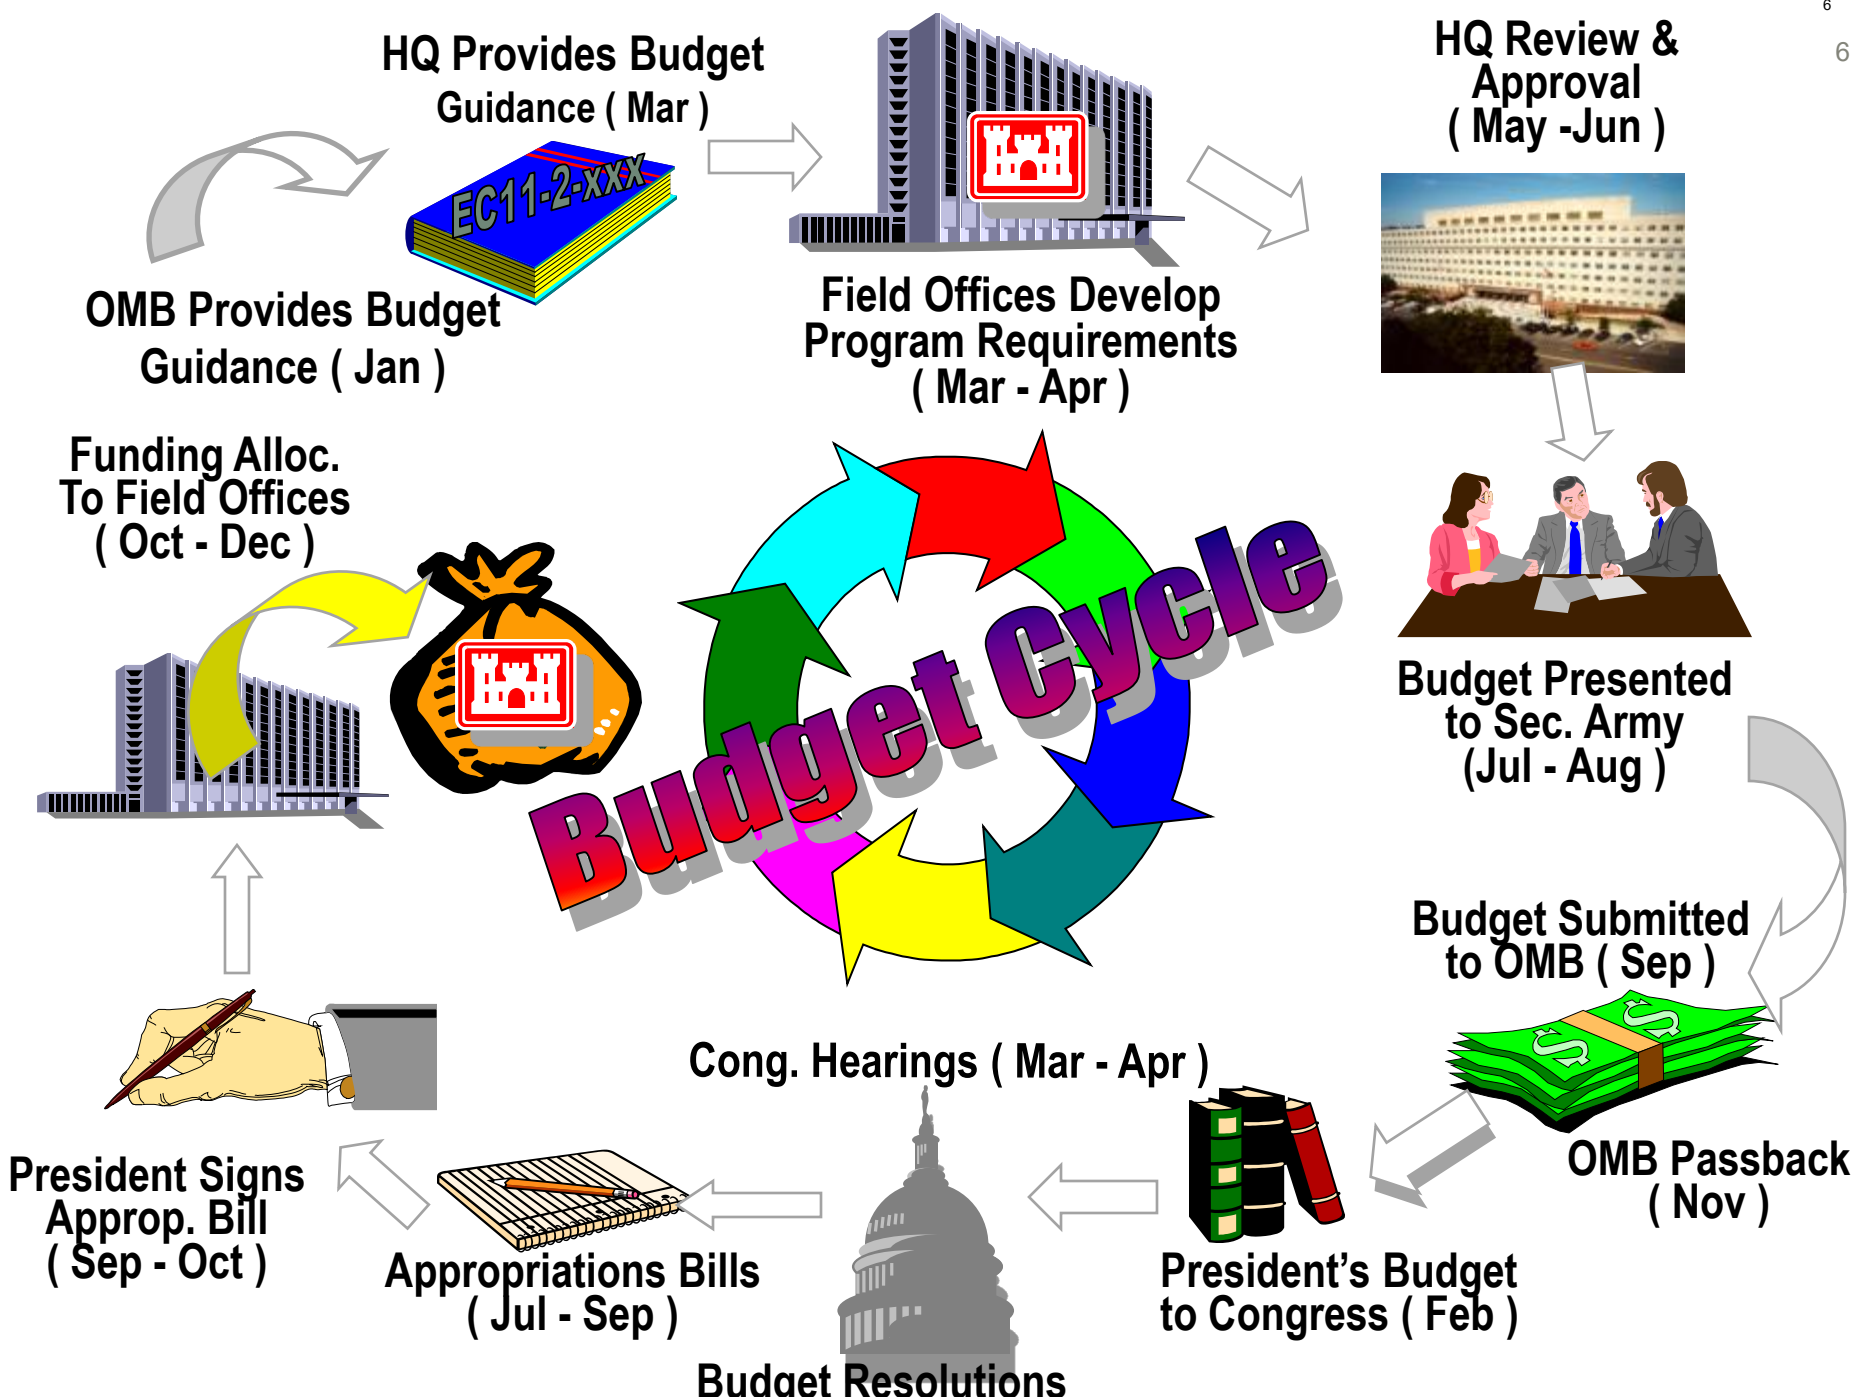 6
6
HQ Provides Budget
Guidance ( Mar )
HQ Review &
Approval
( May -Jun )
EC11-2-xxx
OMB Provides Budget
Guidance ( Jan )
Field Offices Develop
Program Requirements
( Mar - Apr )
Funding Alloc.
To Field Offices
( Oct - Dec )
Budget Cycle
Budget Presented
to Sec. Army
(Jul - Aug )
Budget Submitted
to OMB ( Sep )
$
$
OMB Passback
( Nov )
President's Budget
to Congress ( Feb )
Cong. Hearings ( Mar - Apr )
Budget Resolutions
Appropriations Bills
( Jul - Sep )
President Signs
Approp. Bill
( Sep - Oct )